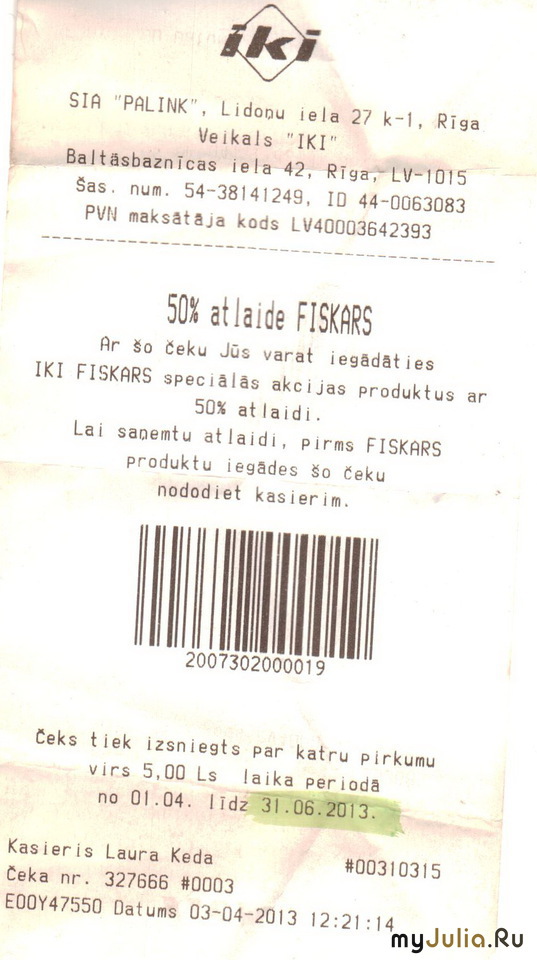 iki
SIA "PALINK", Lidoņu iela 27 k-1, Rīga
Veikals "IKI"
Baltāsbaznīcas iela 42, Rīga, LV-1015
Šas. num. 54-38141249, ID 44-0063083
PVN maksātāja kods LV40003642393
50% atlaide FISKARS
Ar šo čeku Jūs varat iegādāties
IKI FISKARS speciālās akcijas produktus ar
50% atlaidi.
Lai saņemtu atlaidi, pirms FISKARS
produktu iegādes šo čeku
nododiet kasierim.
2007302000019
Čeks tiek izsniegts par katru pirkumu
virs 5,00 Ls laika periodā
no 01.04. līdz 31.06.2013.
Kasieris Laura Keda #00310315
Čeka nr. 327666 #0003
E00Y47550 Datums 03-04-2013 12:21:14
myJulia.Ru